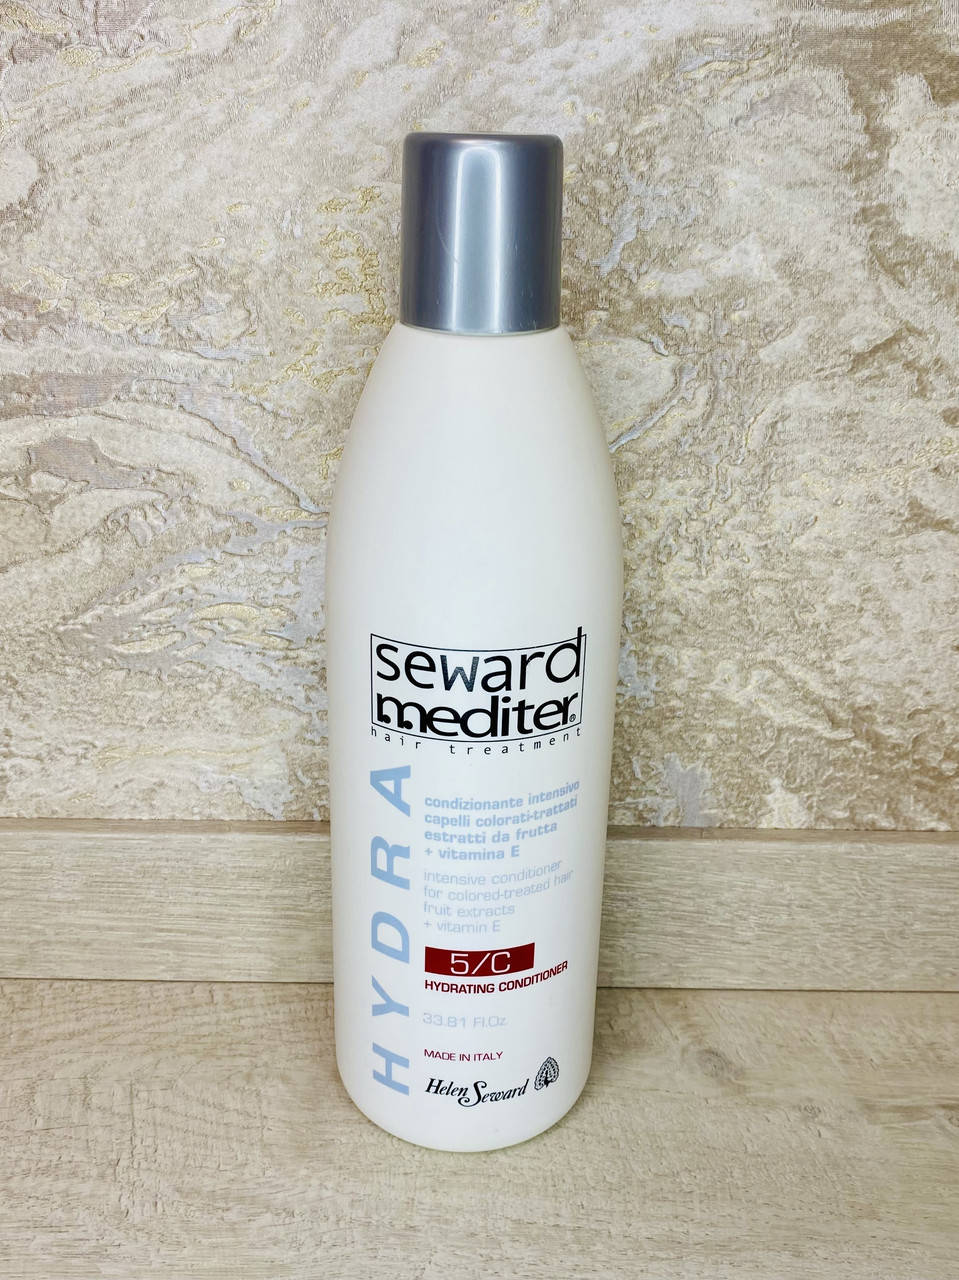 seward
mediter®
hair treatment
HYDRA
condizionante intensivo
capelli colorati-trattati
estratti da frutta
+ vitamina E
intensive conditioner
for colored-treated hair
fruit extracts
+ vitamin E
5/C
HYDRATING CONDITIONER
33.81 Fl.Oz
MADE IN ITALY
Helen Seward